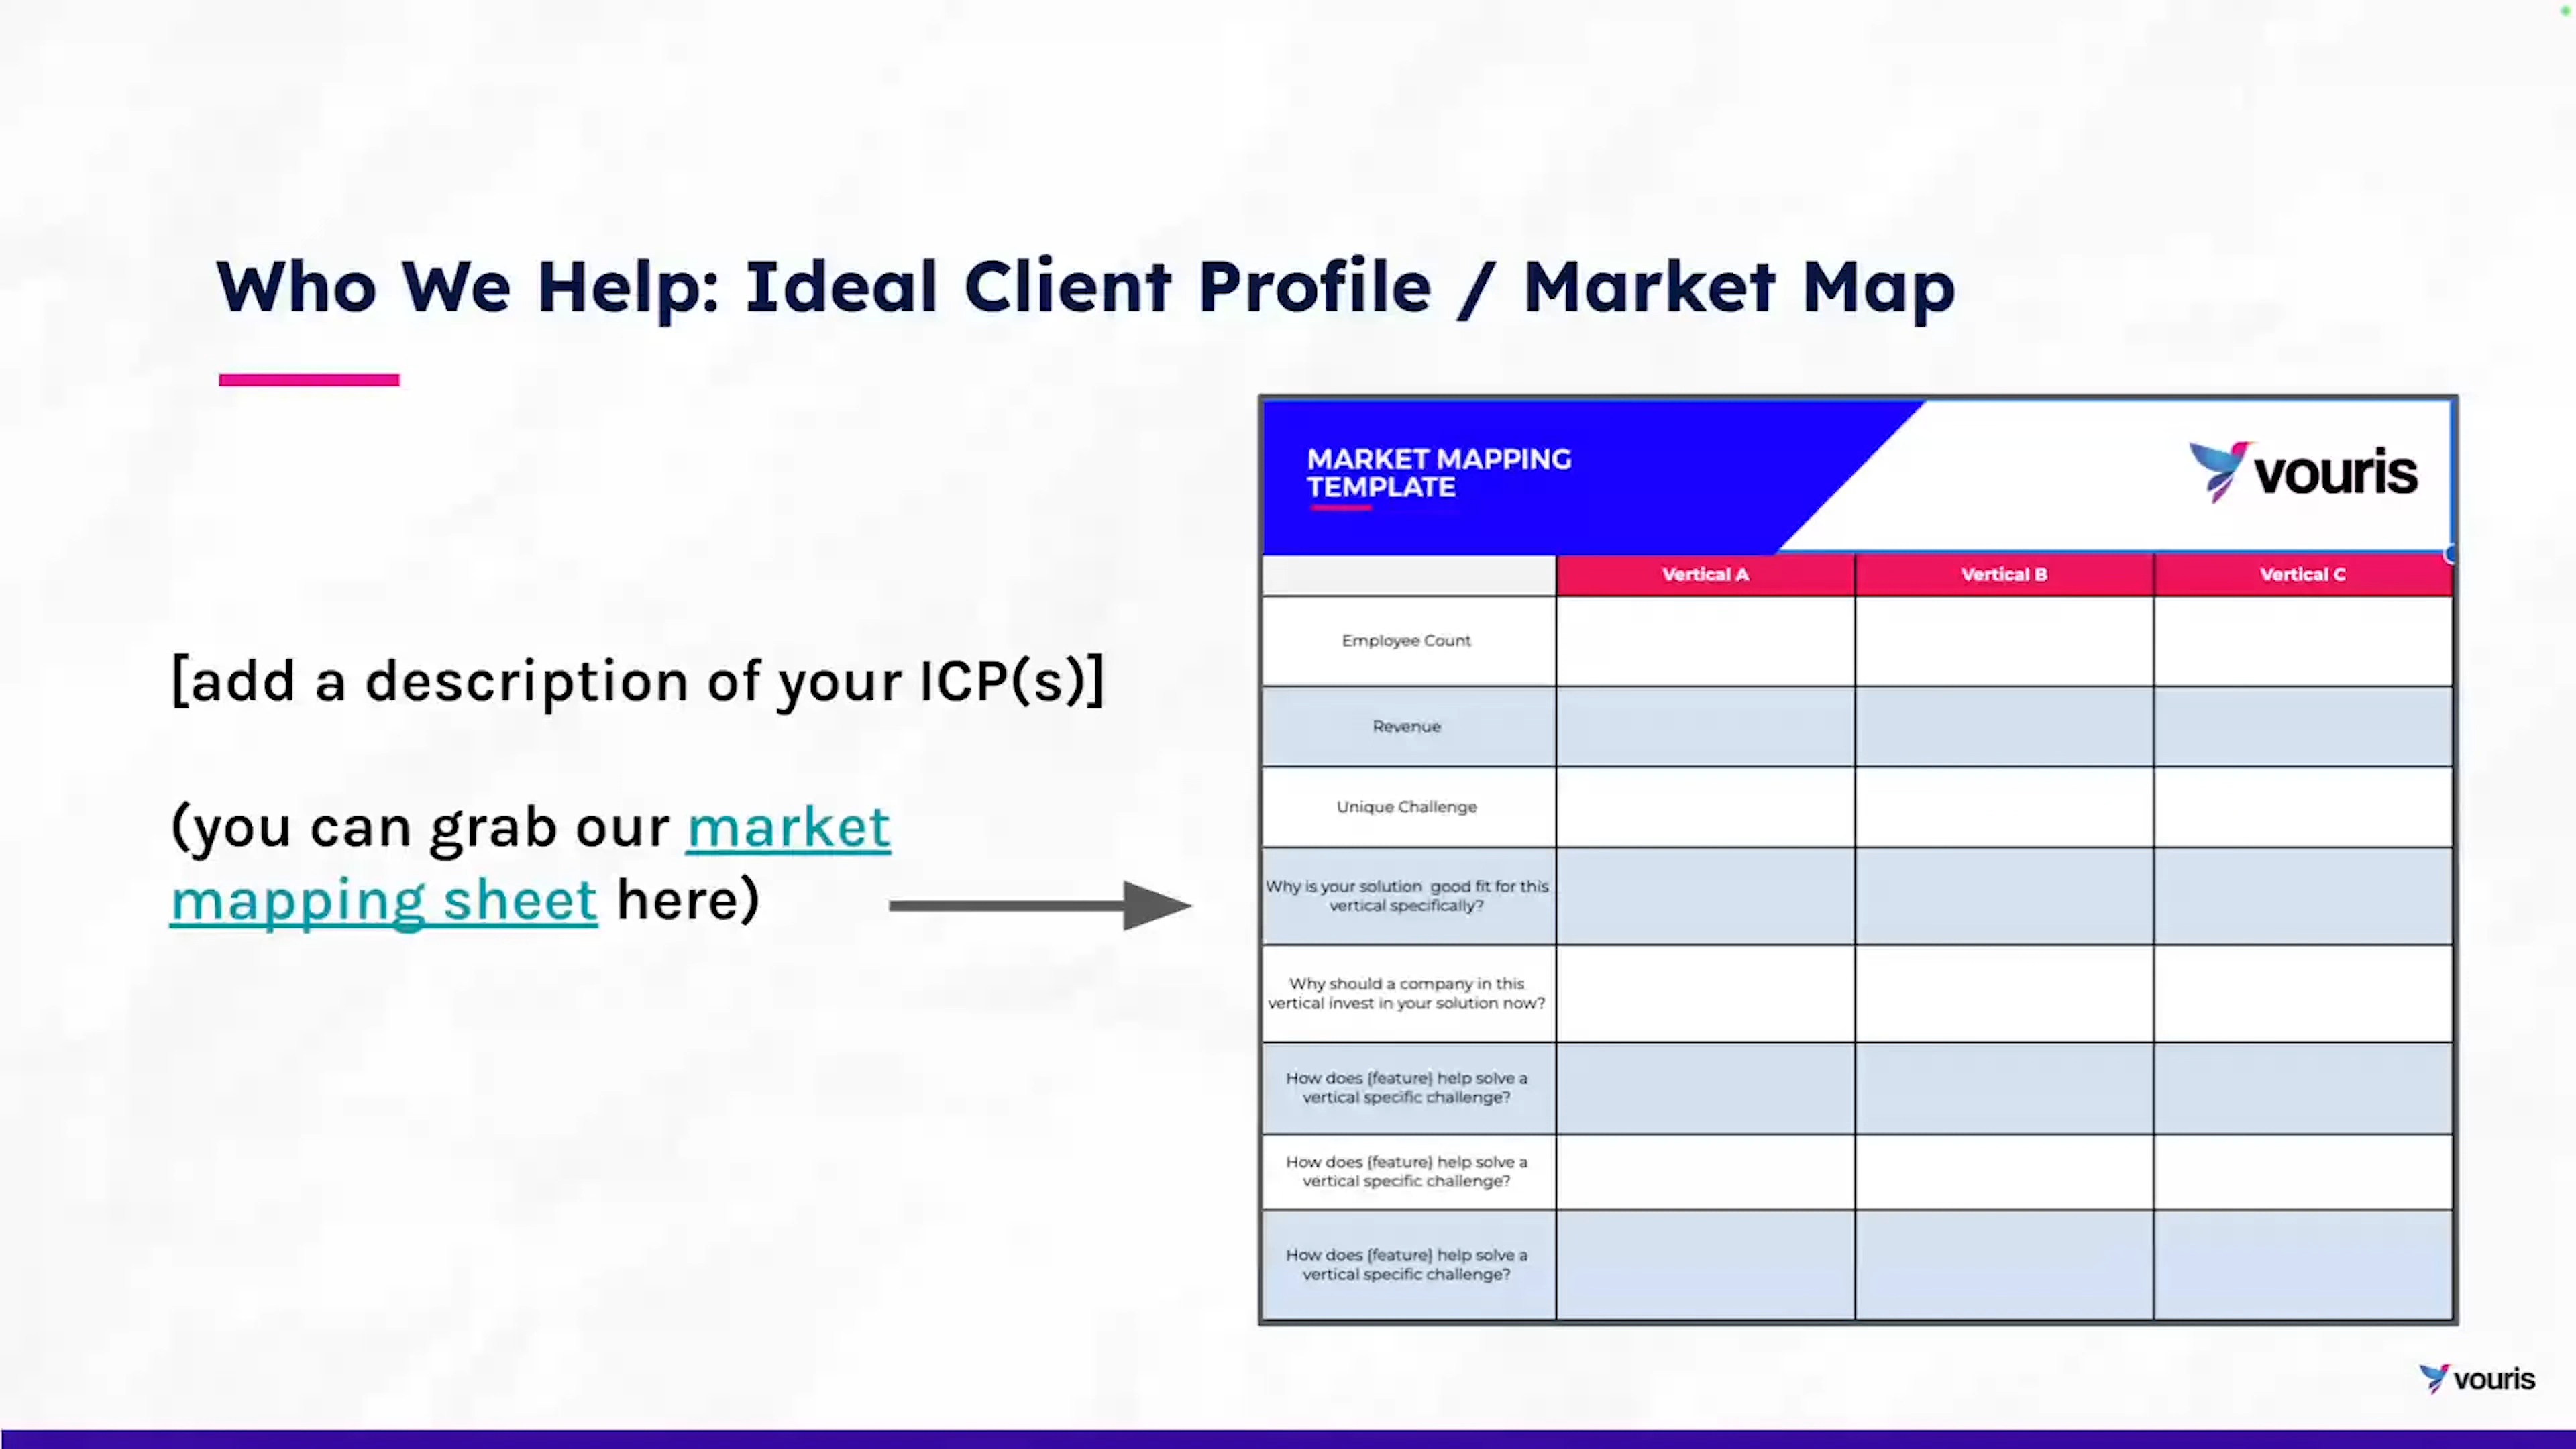 Who We Help: Ideal Client Profile / Market Map
[add a description of your ICP(s)]
(you can grab our market
mapping sheet here)
MARKET MAPPING
TEMPLATE
vouris
Vertical A Vertical B Vertical C
Employee Count
Revenue
Unique Challenge
Why is your solution good fit for this
vertical specifically?
Why should a company in this
vertical invest in your solution now?
How does {feature} help solve a
vertical specific challenge?
How does {feature} help solve a
vertical specific challenge?
How does {feature} help solve a
vertical specific challenge?
vouris